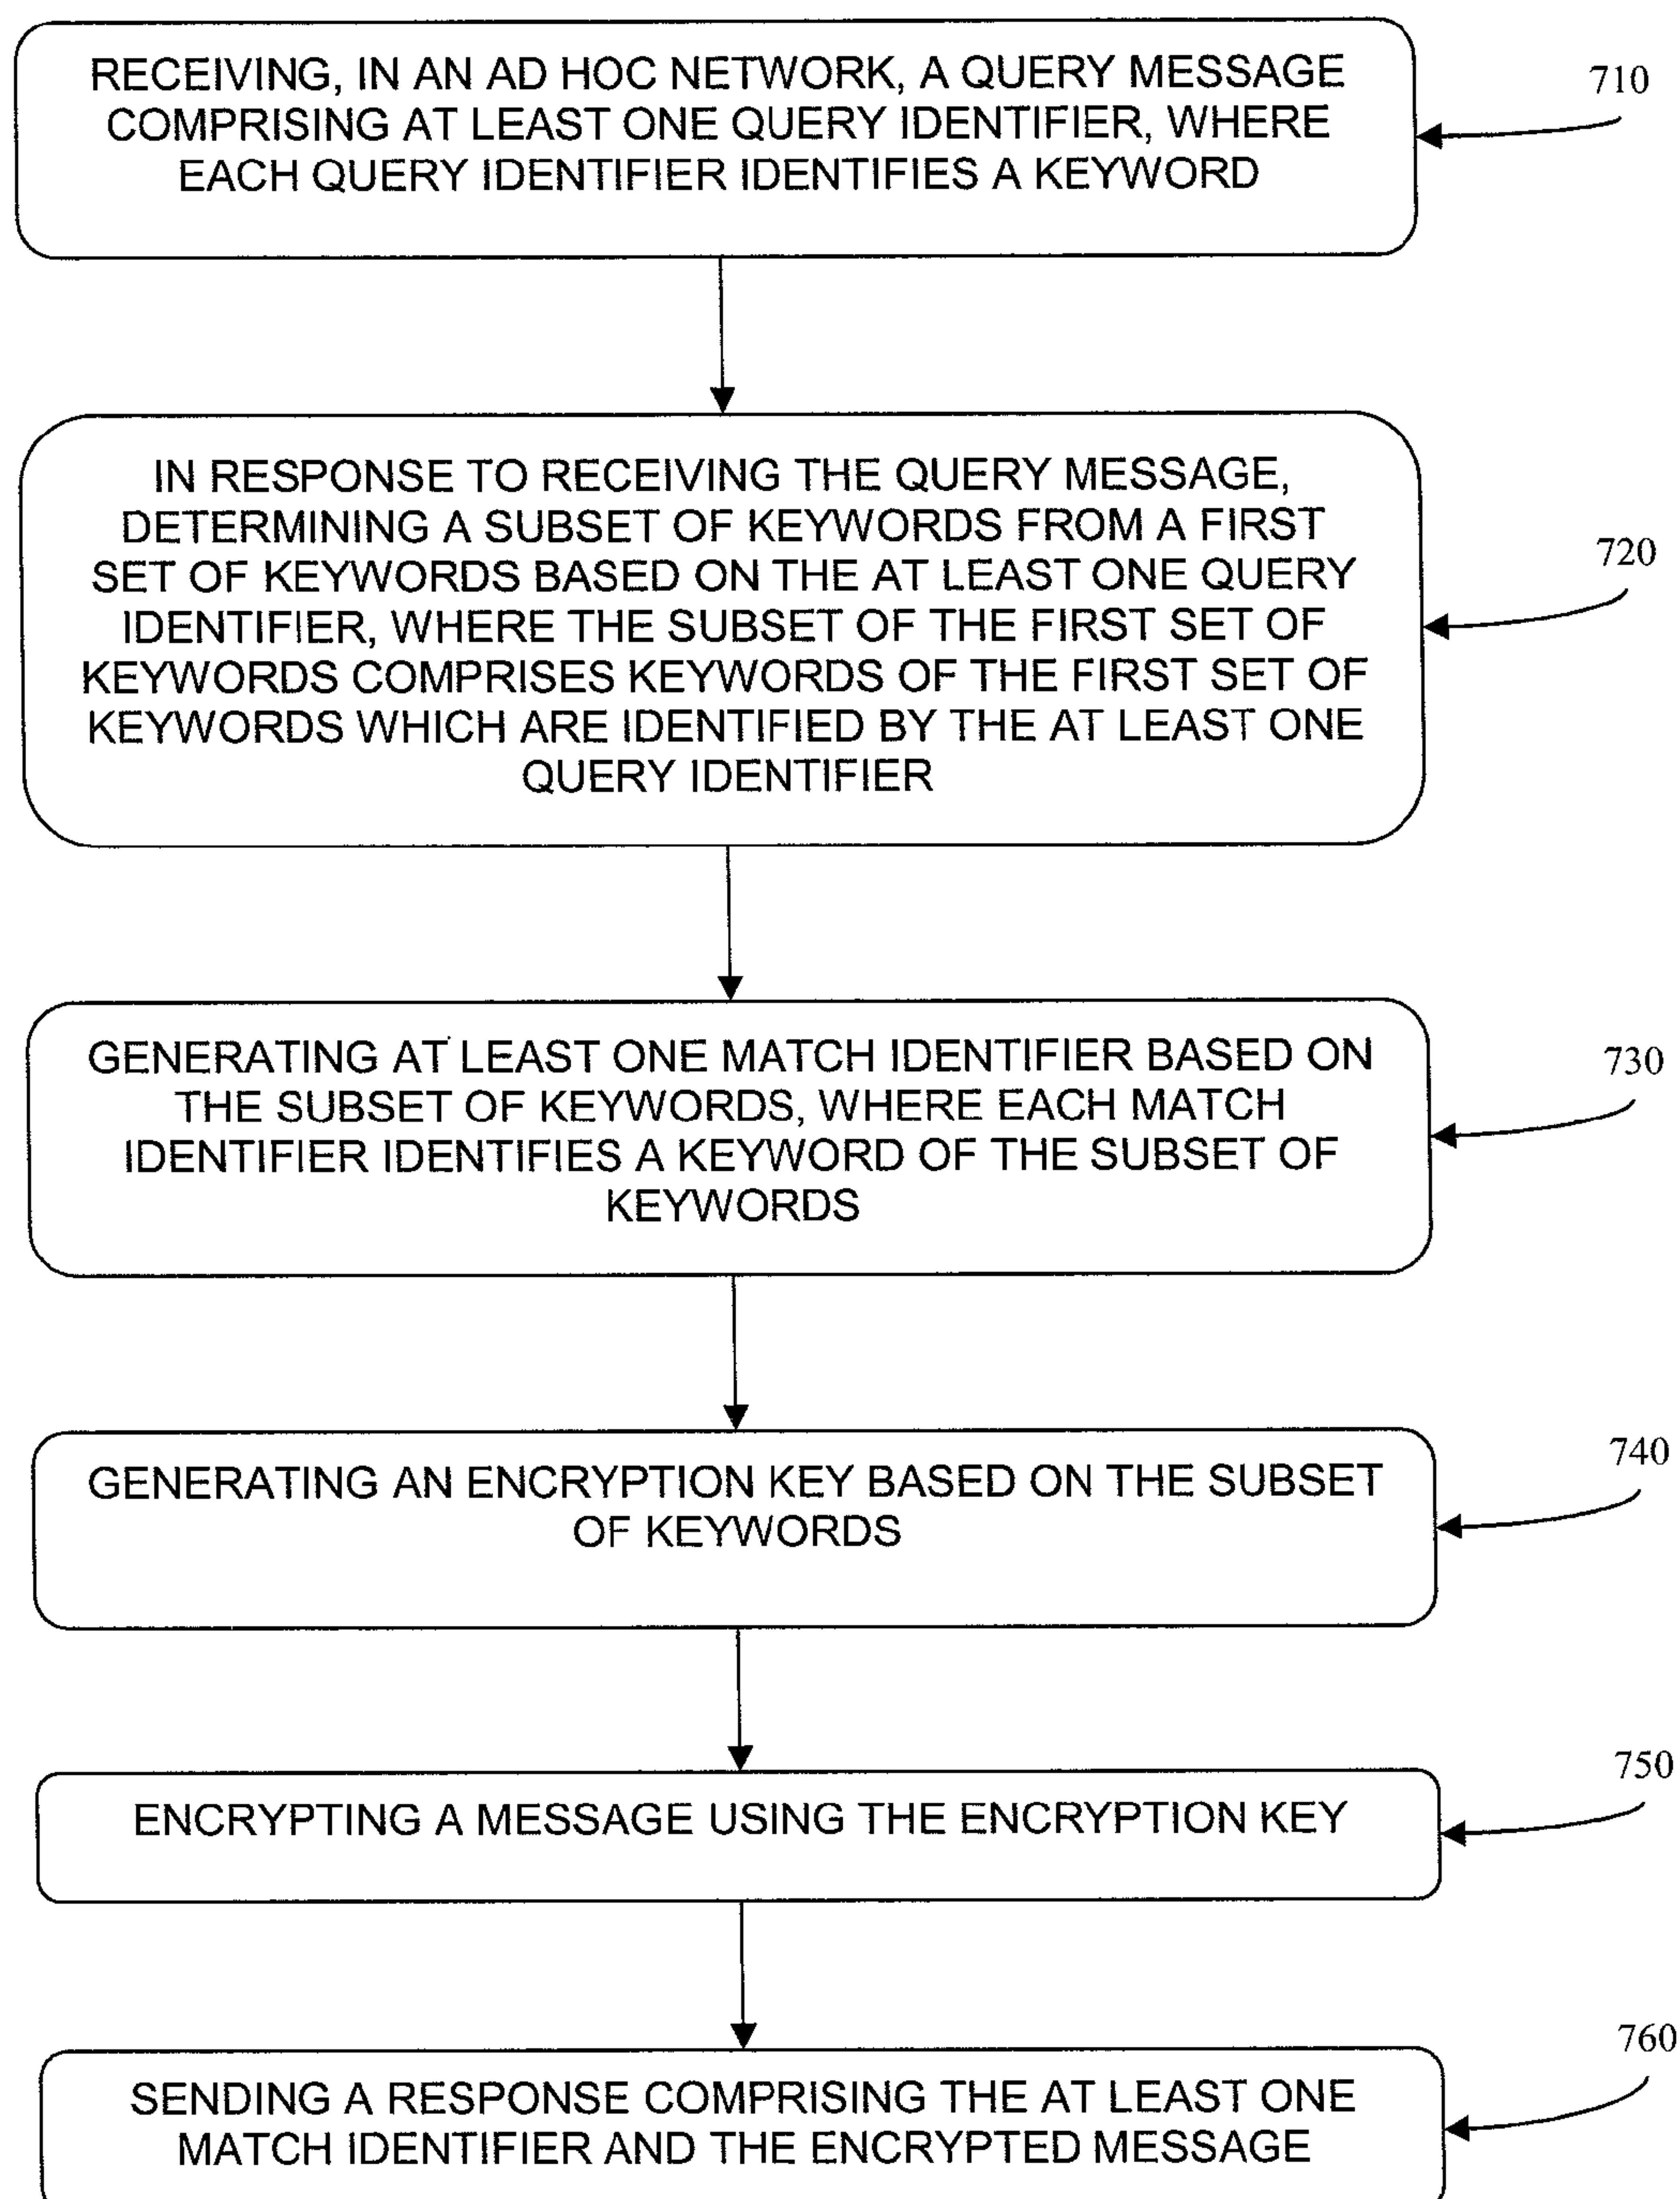 RECEIVING, IN AN AD HOC NETWORK, A QUERY MESSAGE
COMPRISING AT LEAST ONE QUERY IDENTIFIER, WHERE
EACH QUERY IDENTIFIER IDENTIFIES A KEYWORD
710
IN RESPONSE TO RECEIVING THE QUERY MESSAGE,
DETERMINING A SUBSET OF KEYWORDS FROM A FIRST
SET OF KEYWORDS BASED ON THE AT LEAST ONE QUERY
IDENTIFIER, WHERE THE SUBSET OF THE FIRST SET OF
KEYWORDS COMPRISES KEYWORDS OF THE FIRST SET OF
KEYWORDS WHICH ARE IDENTIFIED BY THE AT LEAST ONE
QUERY IDENTIFIER
720
GENERATING AT LEAST ONE MATCH IDENTIFIER BASED ON
THE SUBSET OF KEYWORDS, WHERE EACH MATCH
IDENTIFIER IDENTIFIES A KEYWORD OF THE SUBSET OF
KEYWORDS
730
GENERATING AN ENCRYPTION KEY BASED ON THE SUBSET
OF KEYWORDS
740
ENCRYPTING A MESSAGE USING THE ENCRYPTION KEY
750
SENDING A RESPONSE COMPRISING THE AT LEAST ONE
MATCH IDENTIFIER AND THE ENCRYPTED MESSAGE
760